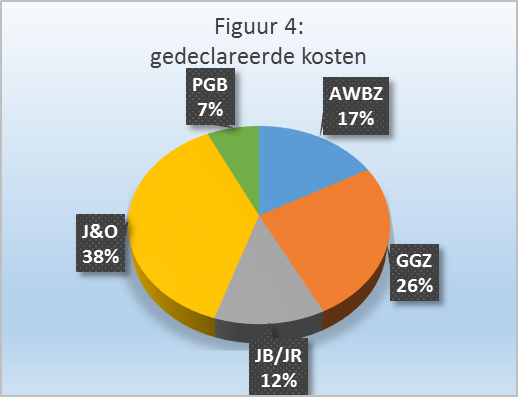 Figuur 4:
gedeclareerde kosten
PGB
7%
AWBZ
17%
J&O
38%
GGZ
26%
JB/JR
12%